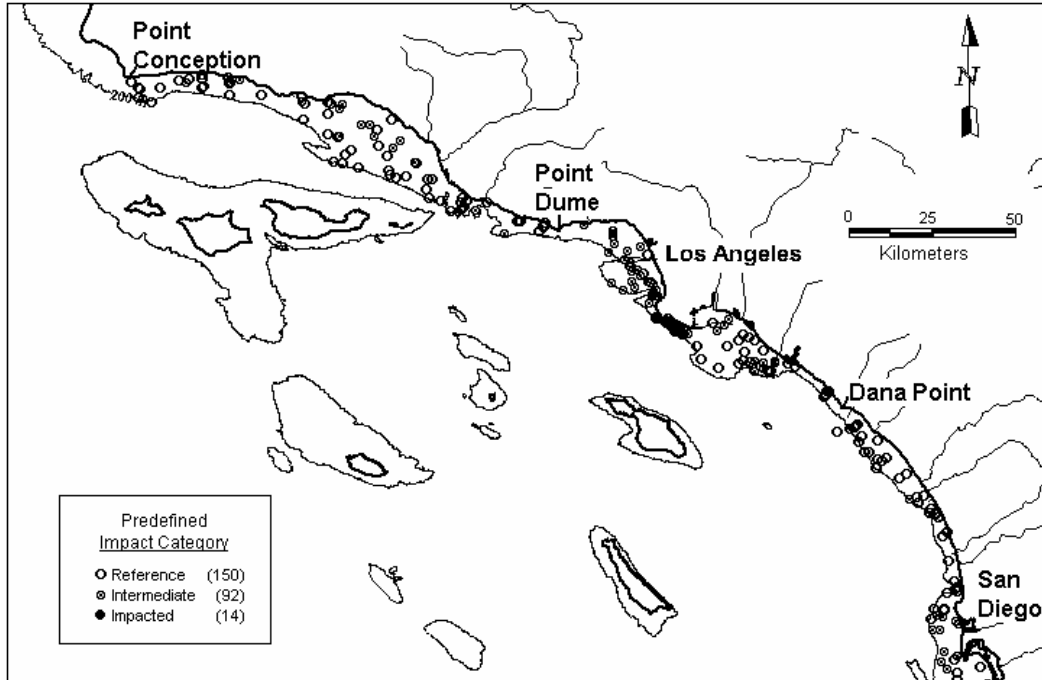 Point
Conception
200 m
N
Point
Dume
0 25 50
Kilometers
Los Angeles
Dana Point
San
Diego
Predefined
Impact Category
Reference (150)
Intermediate (92)
Impacted (14)